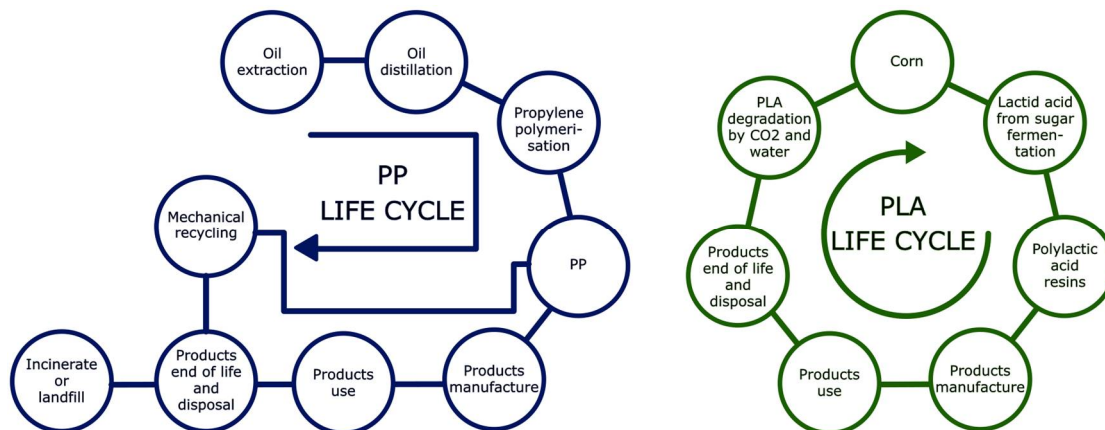 Oil
extraction
Oil
distillation
Propylene
polymeri-
sation
PP
LIFE CYCLE
Mechanical
recycling
PP
Incinerate
or
landfill
Products
end of life
and
disposal
Products
use
Products
manufacture
Corn
PLA
degradation
by CO2 and
water
Lactid acid
from sugar
fermen-
tation
PLA
LIFE CYCLE
Products
end of life
and
disposal
Polylactic
acid
resins
Products
use
Products
manufacture